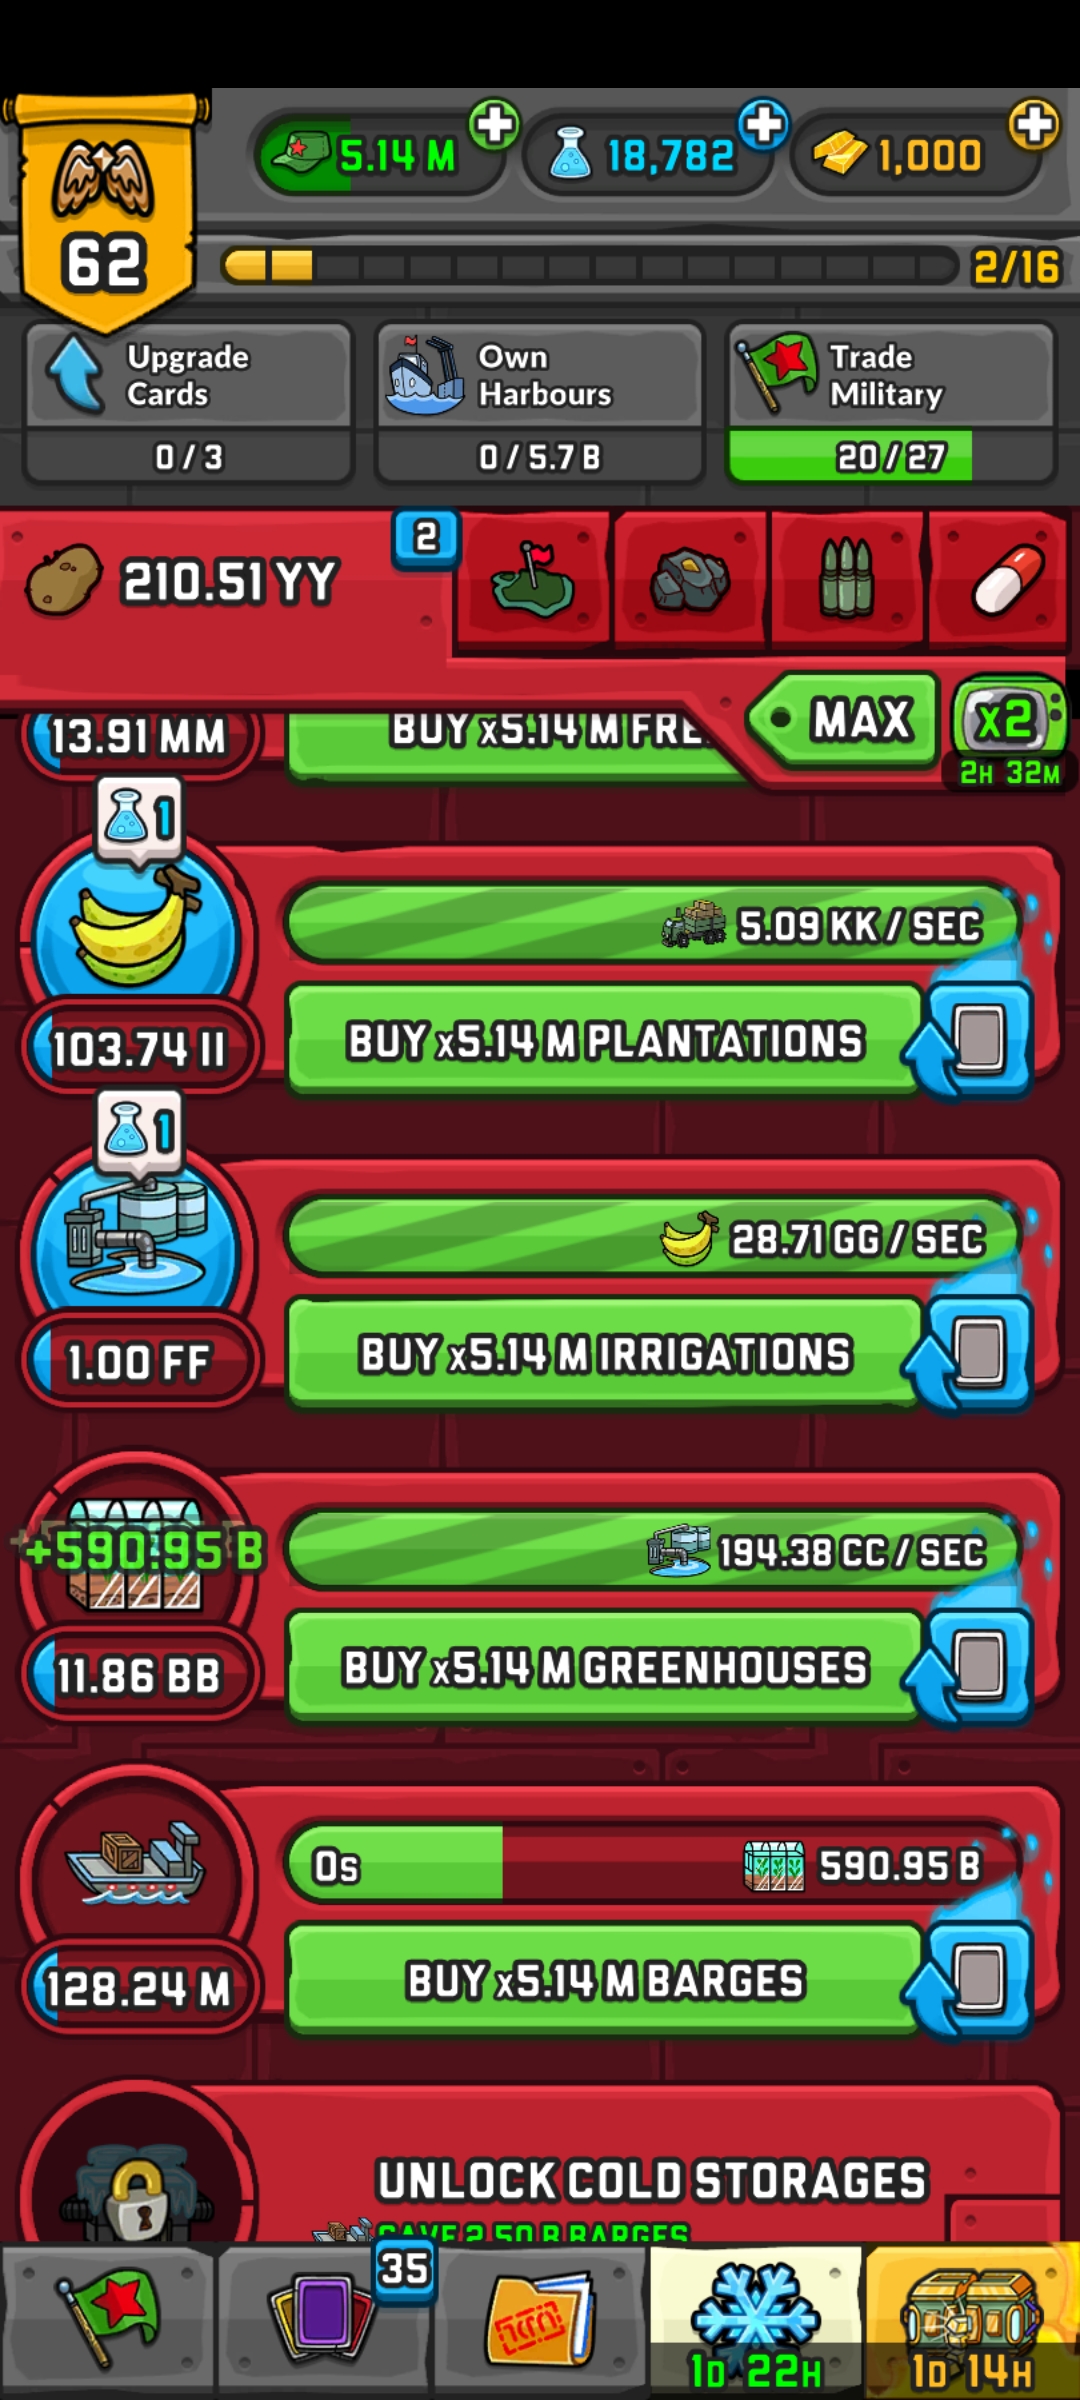 5.14 M
18,782
1,000
62
2/16
Upgrade
Cards
0 / 3
Own
Harbours
0 / 5.7 B
Trade
Military
20 / 27
210.51 YY
2
MAX
x2
2H 32M
13.91 MM
BUY x5.14 M FRE
1
5.09 KK / SEC
103.74 II
BUY x5.14 M PLANTATIONS
1
28.71 GG / SEC
1.00 FF
BUY x5.14 M IRRIGATIONS
+590.95 B
194.38 CC / SEC
11.86 BB
BUY x5.14 M GREENHOUSES
0s
590.95 B
128.24 M
BUY x5.14 M BARGES
UNLOCK COLD STORAGES
SAVE 2.50 B BARGES
35
1D 22H
1D 14H